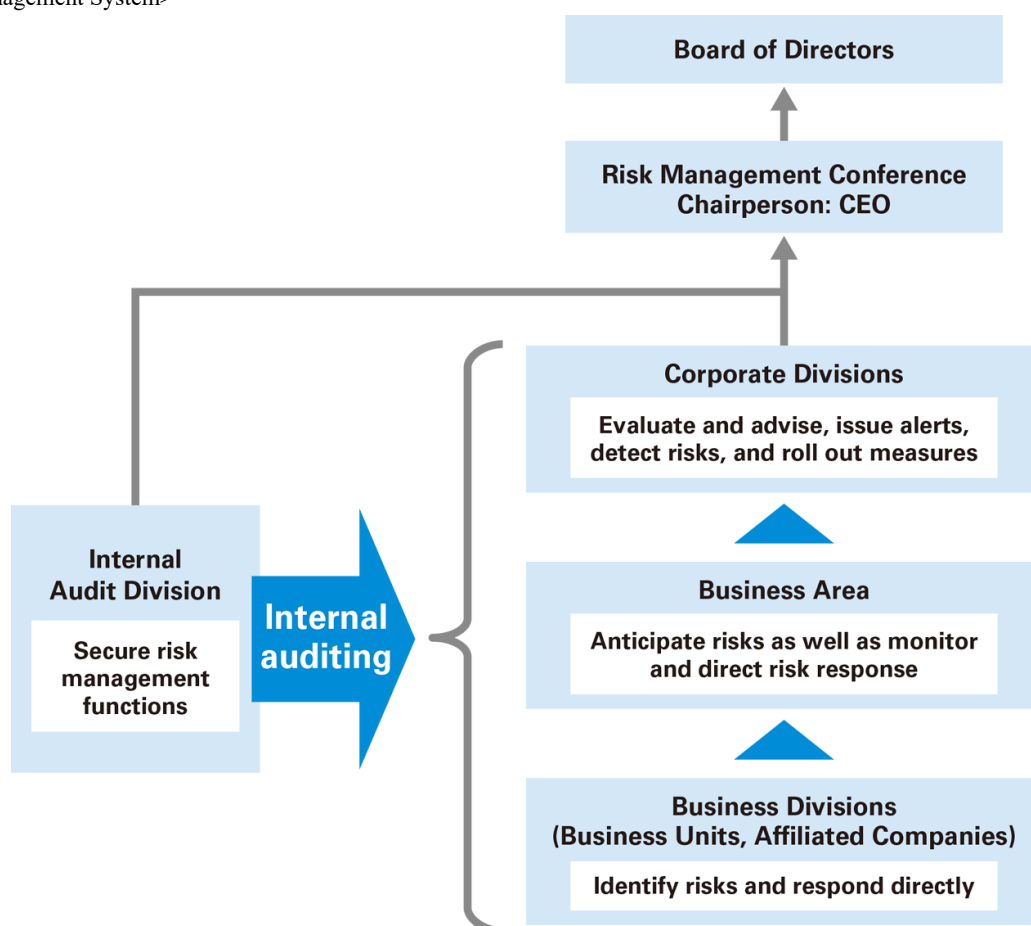 Board of Directors
Risk Management Conference
Chairperson: CEO
Corporate Divisions
Evaluate and advise, issue alerts,
detect risks, and roll out measures
Internal
Audit Division
Secure risk
management
functions
Internal
auditing
Business Area
Anticipate risks as well as monitor
and direct risk response
Business Divisions
(Business Units, Affiliated Companies)
Identify risks and respond directly